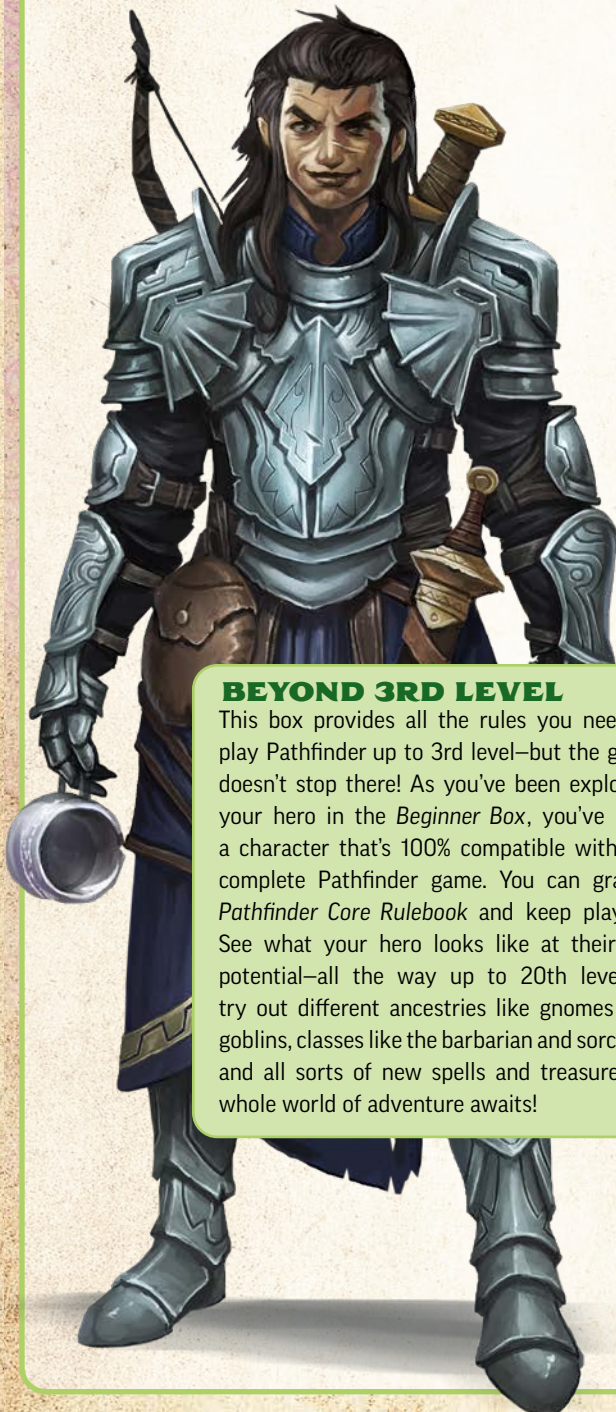 BEYOND 3RD LEVEL
This box provides all the rules you nee
play Pathfinder up to 3rd level—but the g
doesn't stop there! As you've been explo
your hero in the Beginner Box, you've
a character that's 100% compatible with
complete Pathfinder game. You can gra
Pathfinder Core Rulebook and keep play
See what your hero looks like at their
potential—all the way up to 20th leve
try out different ancestries like gnomes
goblins, classes like the barbarian and sorc
and all sorts of new spells and treasure
whole world of adventure awaits!